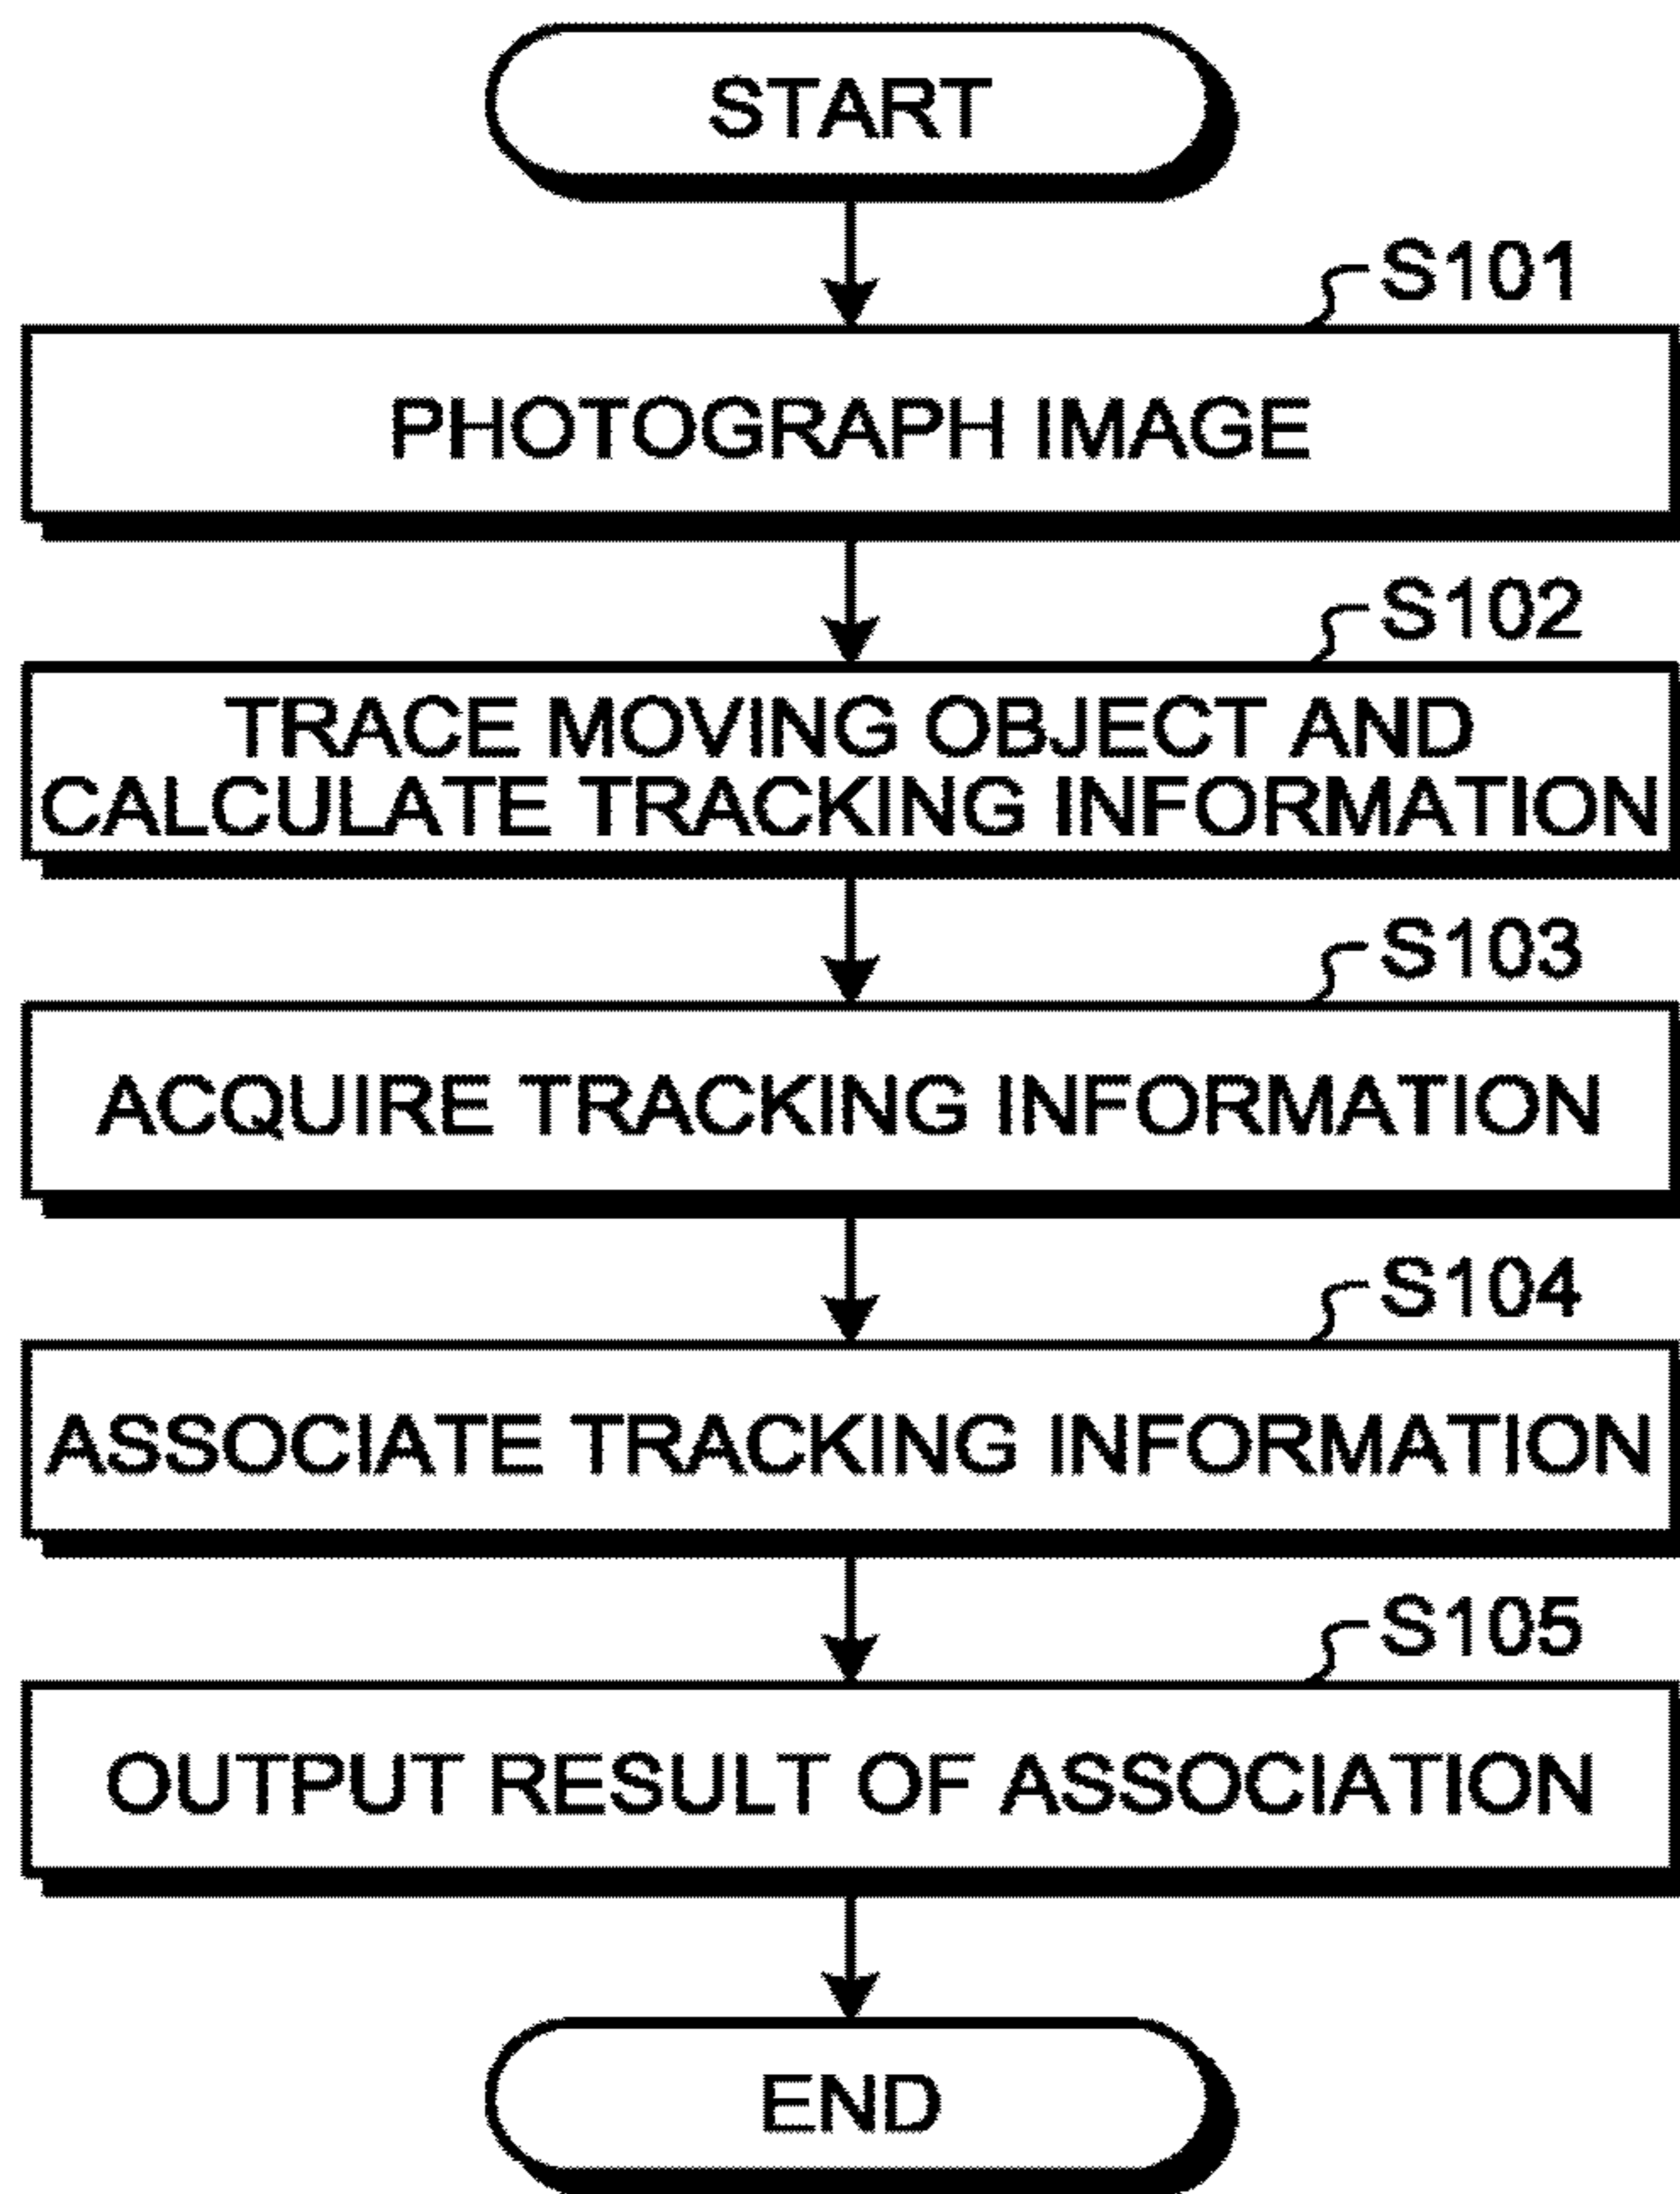 START
S101
PHOTOGRAPH IMAGE
S102
TRACE MOVING OBJECT AND
CALCULATE TRACKING INFORMATION
S103
ACQUIRE TRACKING INFORMATION
S104
ASSOCIATE TRACKING INFORMATION
S105
OUTPUT RESULT OF ASSOCIATION
END